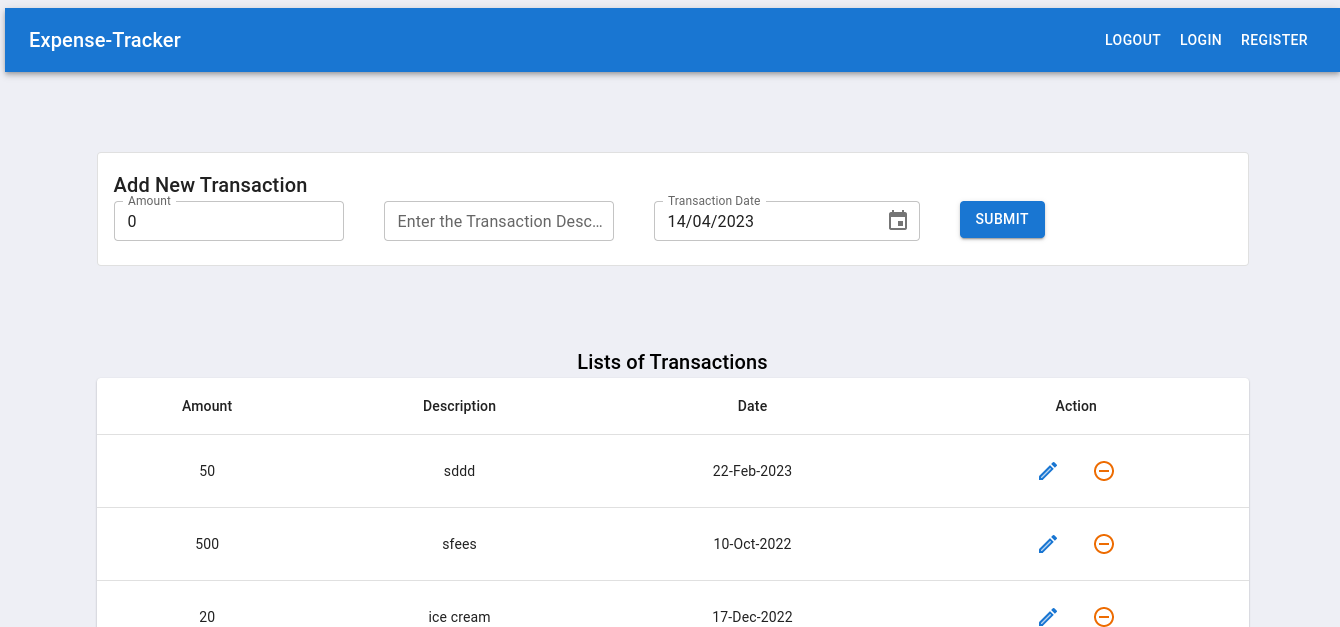 Expense-Tracker LOGOUT LOGIN REGISTER
Add New Transaction
Amount Transaction Date
0 Enter the Transaction Desc... 14/04/2023 SUBMIT
Lists of Transactions
Amount Description Date Action
50 sddd 22-Feb-2023
500 sfees 10-Oct-2022
20 ice cream 17-Dec-2022